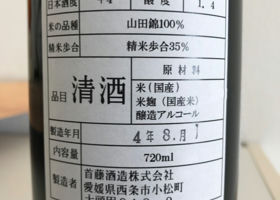 日本酒度 +4 酸度 1.4
米の品種 山田錦100%
精米歩合 精米歩合35%
品目 清酒
原材料
米(国産)
米麹(国産米)
醸造アルコール
製造年月 4年8月
内容量 720ml
製造者 首藤酒造株式会社
愛媛県西条市小松町